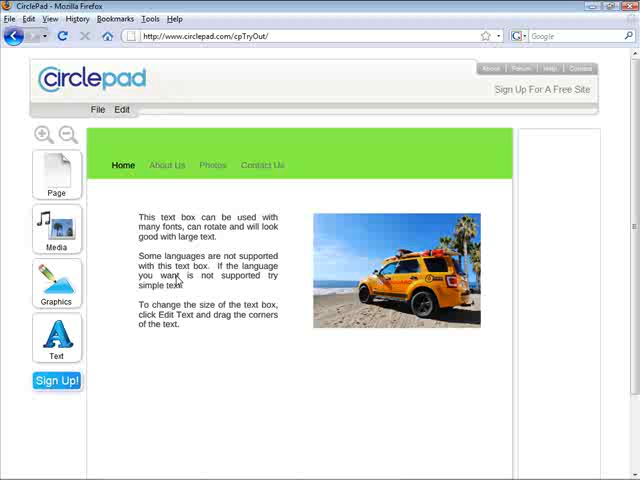 CirclePad - Mozilla Firefox
File Edit View History Bookmarks Tools Help
http://www.circlepad.com/cpTryOut/
Google
circlepad
About Forum Help Contact
Sign Up For A Free Site
File Edit
Home About Us Photos Contact Us
Page
Media
Graphics
Text
Sign Up!
This text box can be used with
many fonts, can rotate and will look
good with large text.
Some languages are not supported
with this text box. If the language
you want is not supported try
simple text.
To change the size of the text box,
click Edit Text and drag the corners
of the text.